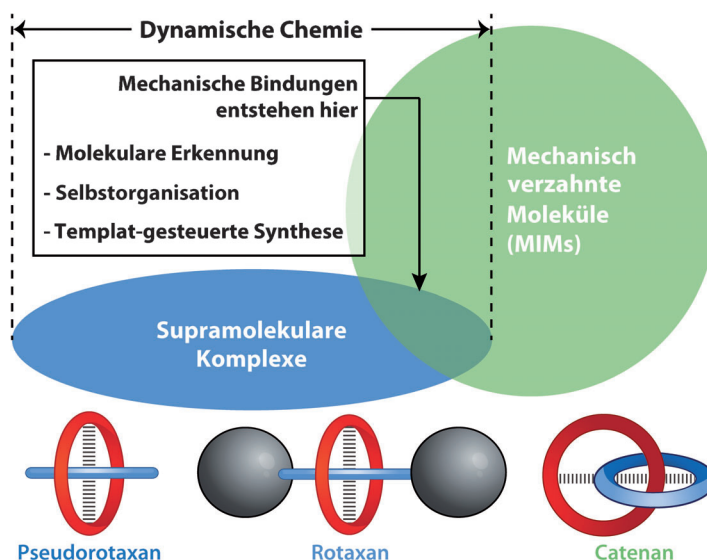 Dynamische Chemie
Mechanische Bindungen
entstehen hier
- Molekulare Erkennung
- Selbstorganisation
- Templat-gesteuerte Synthese
Mechanisch
verzahnte
Moleküle
(MIMs)
Supramolekulare
Komplexe
Pseudorotaxan
Rotaxan
Catenan